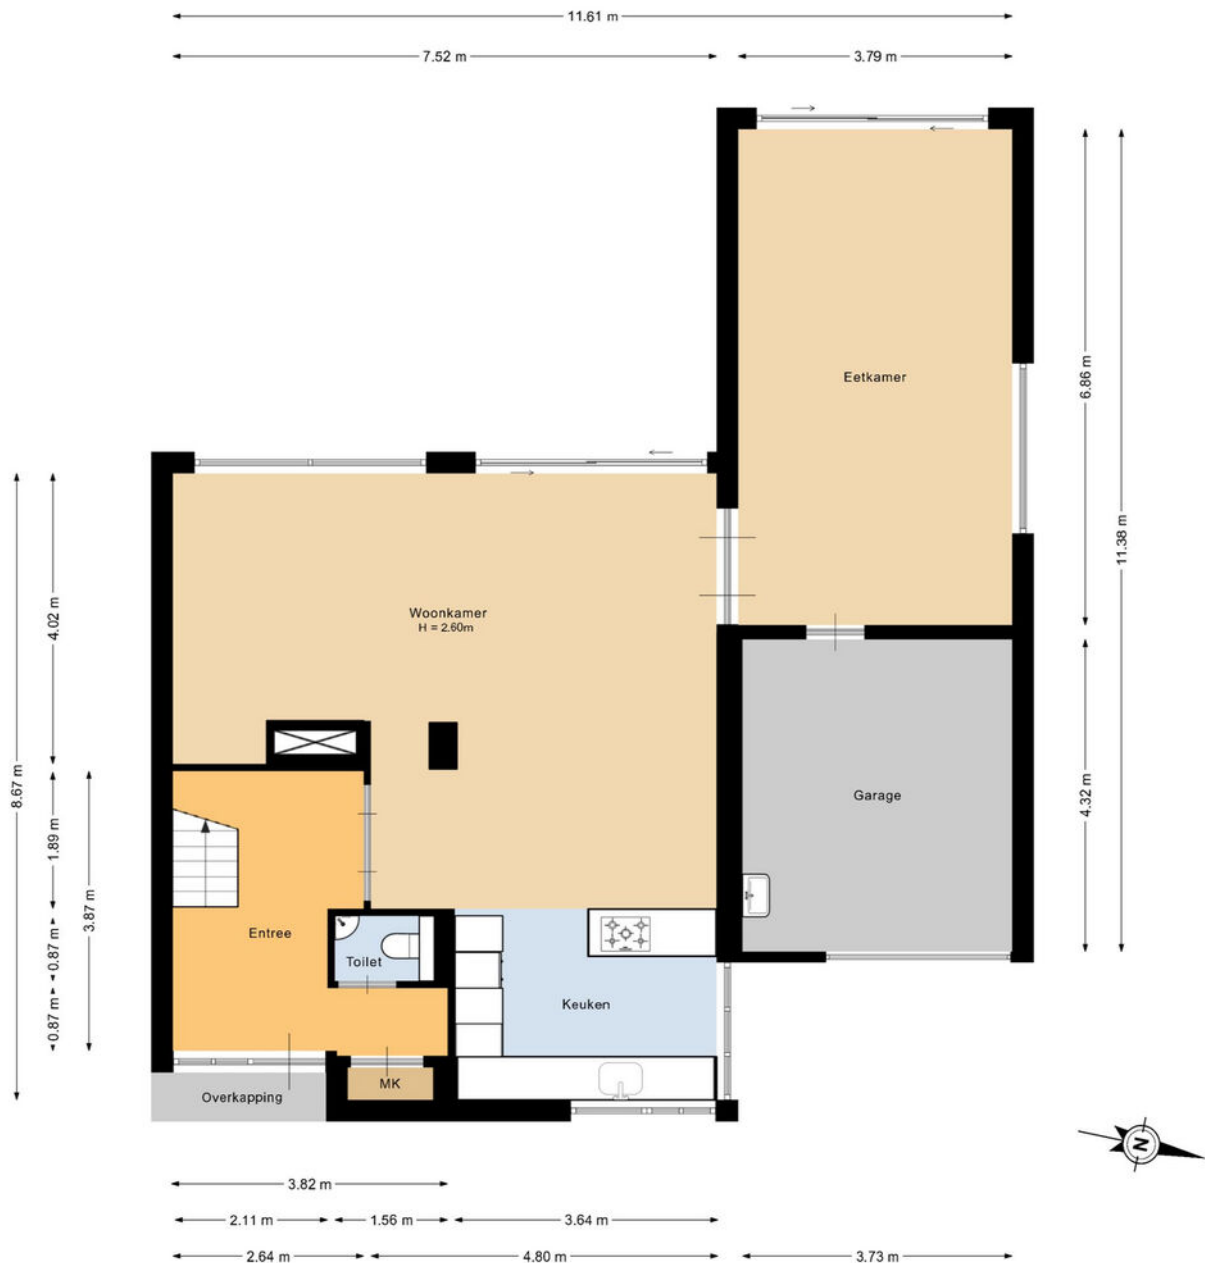 11.61 m
7.52 m
3.79 m
Eetkamer
6.86 m
11.38 m
Woonkamer
H = 2.60m
4.02 m
8.67 m
Garage
4.32 m
1.89 m
3.87 m
Entree
0.87 m
Toilet
Keuken
0.87 m
MK
Overkapping
N
3.82 m
2.11 m
1.56 m
3.64 m
2.64 m
4.80 m
3.73 m